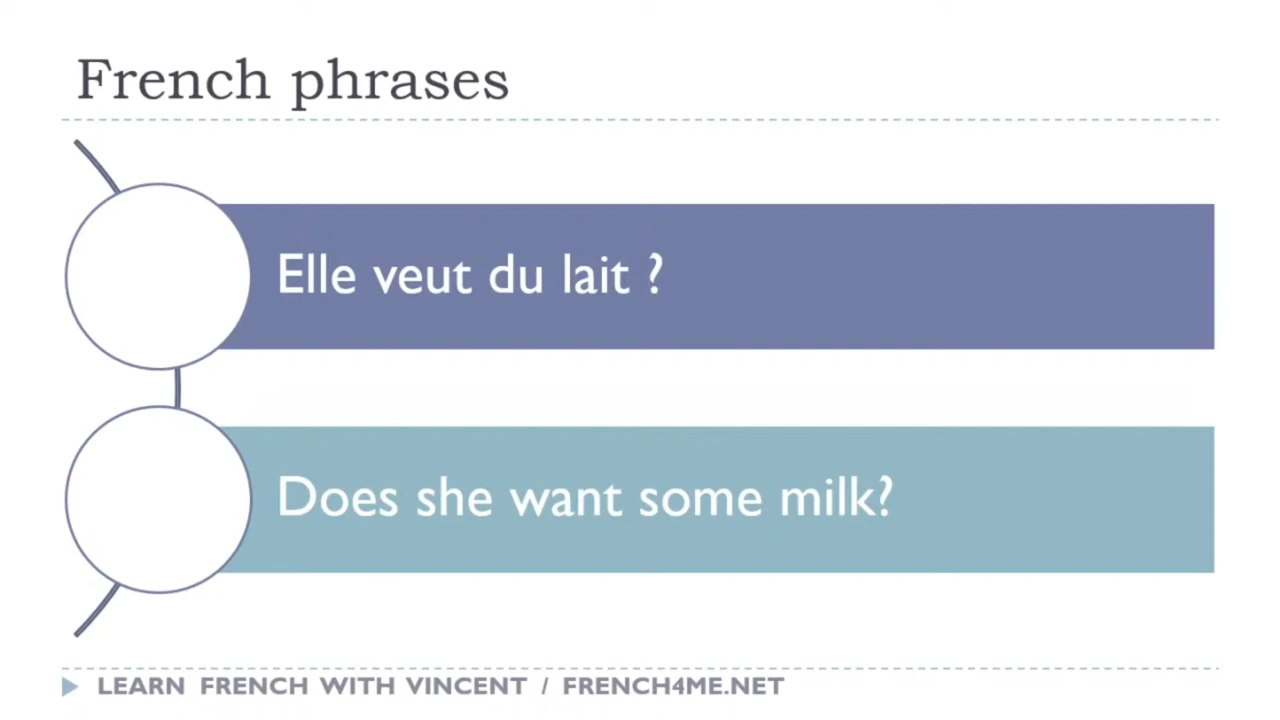 French phrases
Elle veut du lait ?
Does she want some milk?
LEARN FRENCH WITH VINCENT / FRENCH4ME.NET